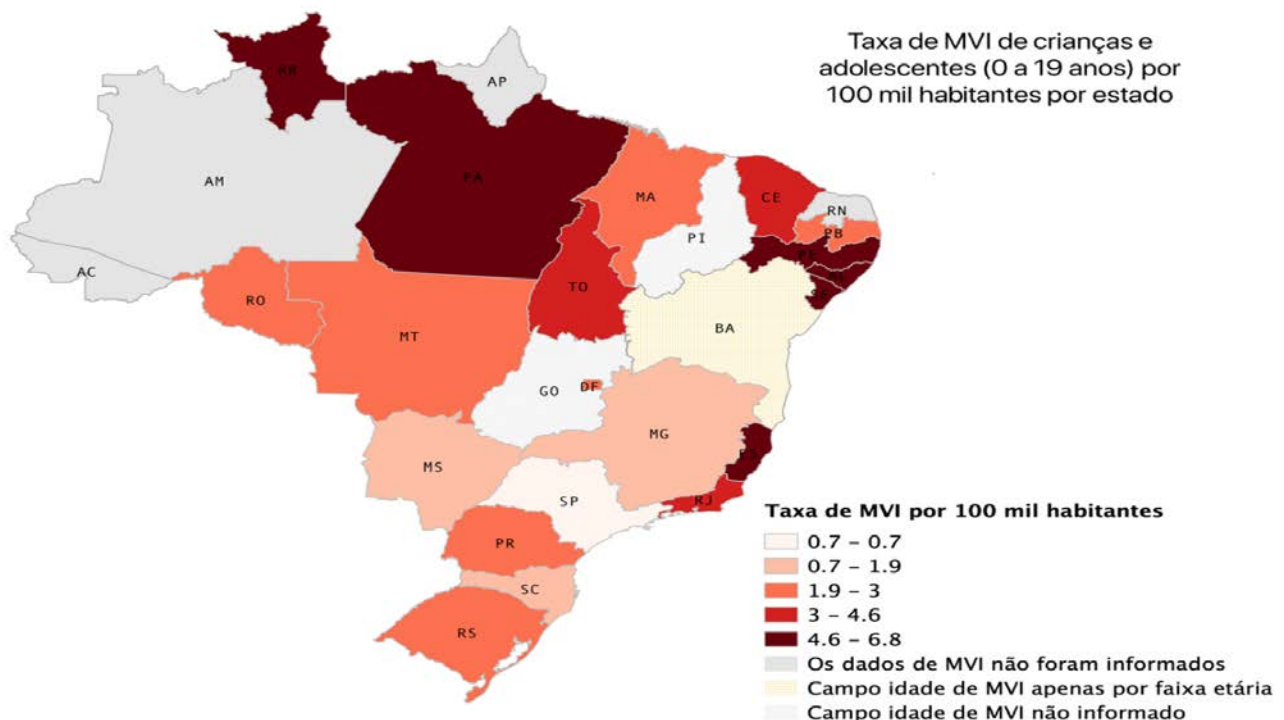 Taxa de MVI de crianças e
adolescentes (0 a 19 anos) por
100 mil habitantes por estado
RR
AP
AM
PA
MA
CE
RN
PB
PI
PE
AL
SE
AC
TO
RO
BA
MT
GO
DF
MG
ES
MS
SP
RJ
PR
SC
RS
Taxa de MVI por 100 mil habitantes
0.7 – 0.7
0.7 – 1.9
1.9 – 3
3 – 4.6
4.6 – 6.8
Os dados de MVI não foram informados
Campo idade de MVI apenas por faixa etária
Campo idade de MVI não informado